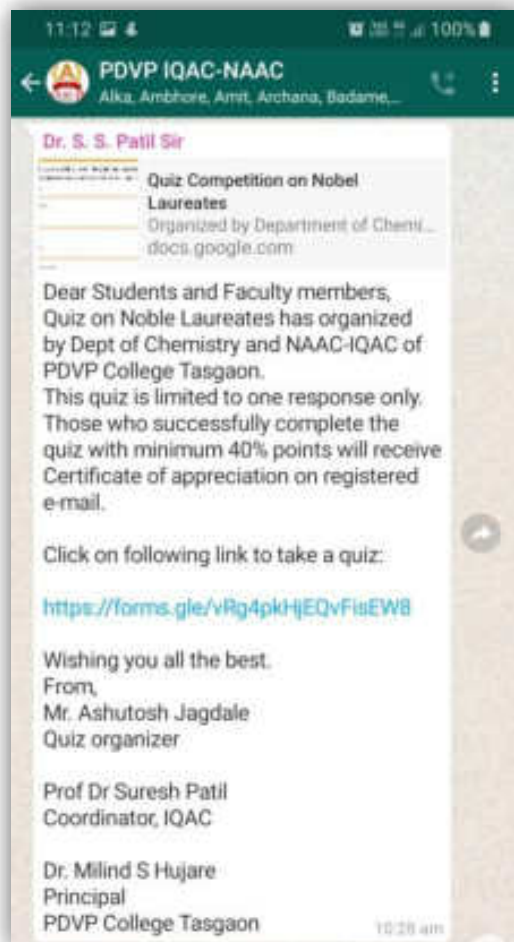 11:12
100%
PDVP IQAC-NAAC
Alka, Ambhore, Amit, Archana, Badame,...
Dr. S. S. Patil Sir
Quiz Competition on Nobel
Laureates
Organized by Department of Chemi...
docs.google.com
Dear Students and Faculty members,
Quiz on Noble Laureates has organized
by Dept of Chemistry and NAAC-IQAC of
PDVP College Tasgaon.
This quiz is limited to one response only.
Those who successfully complete the
quiz with minimum 40% points will receive
Certificate of appreciation on registered
e-mail.
Click on following link to take a quiz:
https://forms.gle/vRg4pkHjEQvFisEW8
Wishing you all the best.
From,
Mr. Ashutosh Jagdale
Quiz organizer
Prof Dr Suresh Patil
Coordinator, IQAC
Dr. Milind S Hujare
Principal
PDVP College Tasgaon
10:28 am